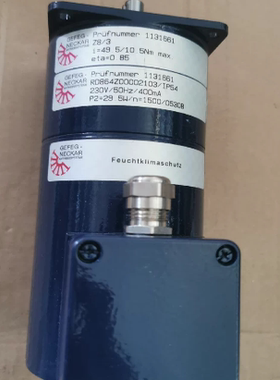 GEFEG-
NECKAR
Prüfnummer 1131661
Z8/3
i=49.5/10.5Nm max
eta=0.85
GEFEG-
NECKAR
Prüfnummer 1131661
RD864Z00002103/IP54
230V/50Hz/400mA
P2=29.5W/n=1500/05308
GEFEG-
NECKAR
Feuchtklimaschutz